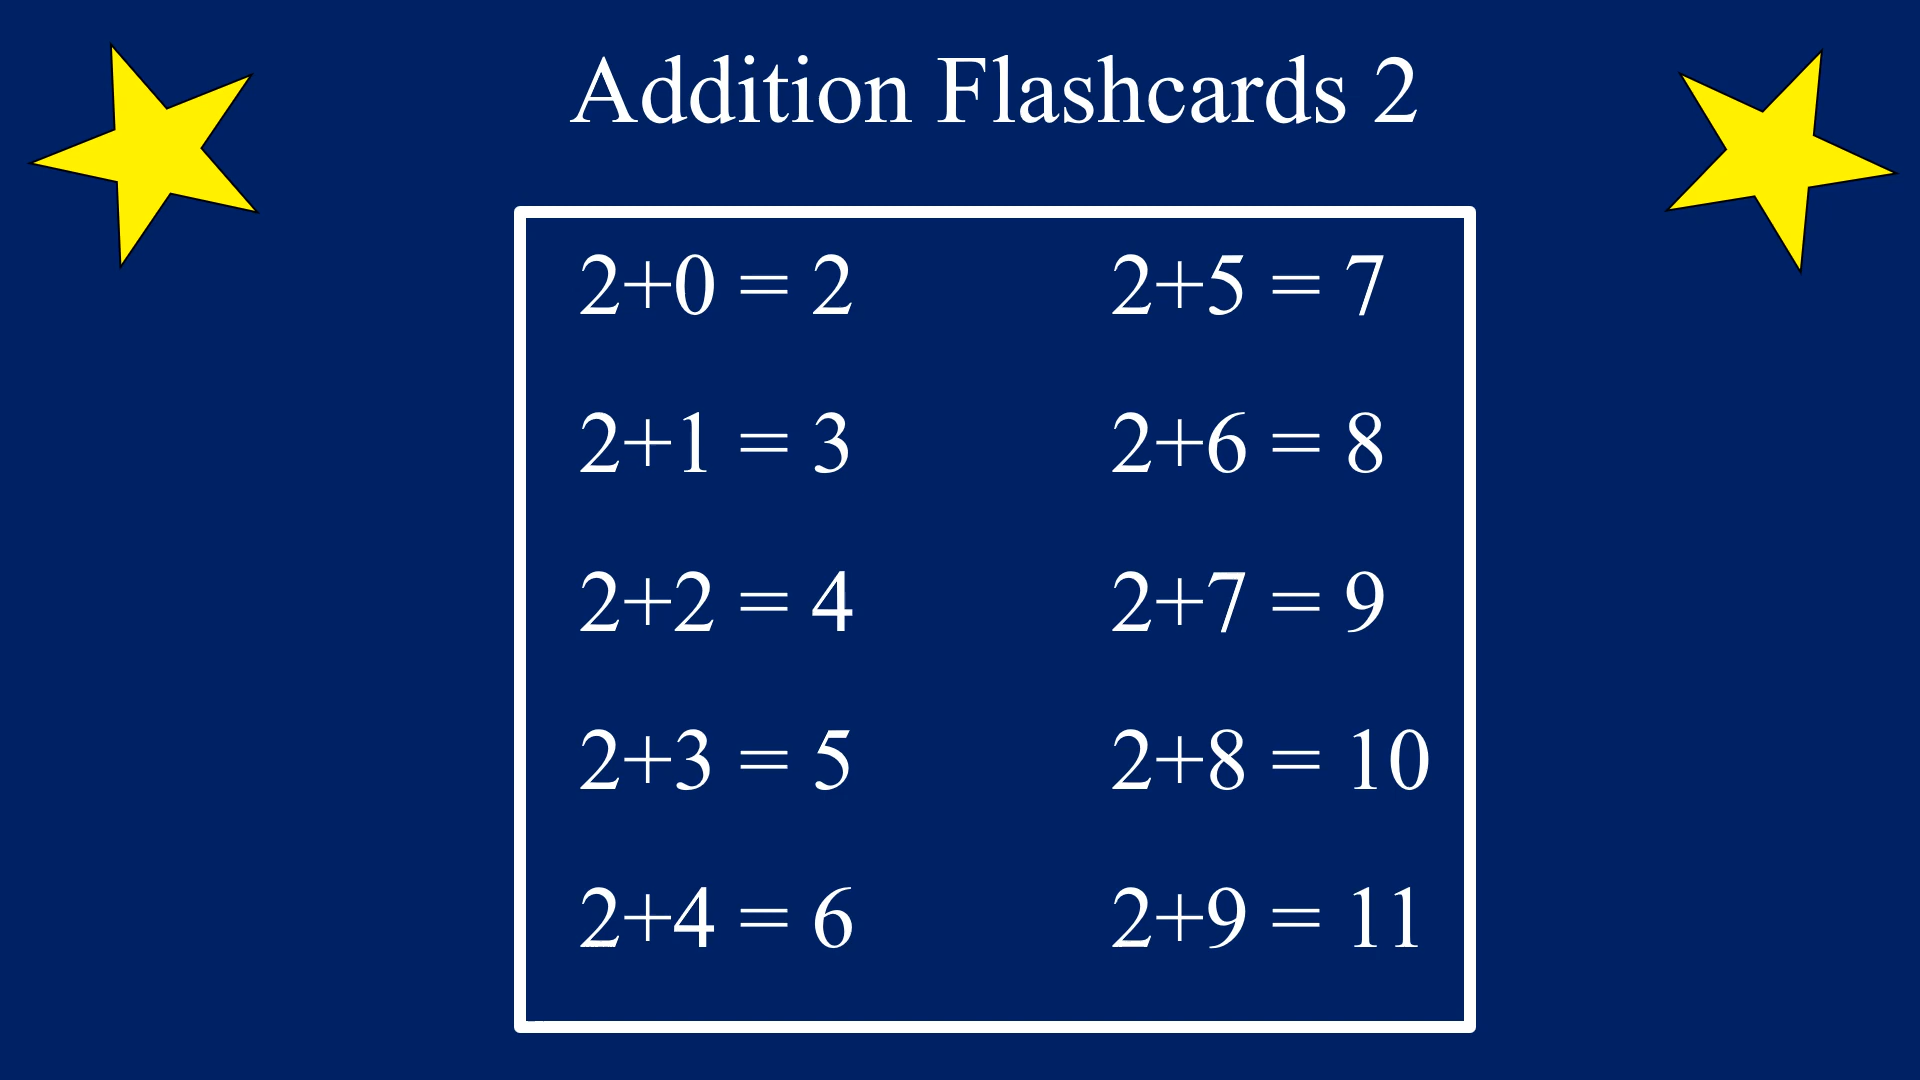 Addition Flashcards 2
2+0 = 2
2+1 = 3
2+2 = 4
2+3 = 5
2+4 = 6
2+5 = 7
2+6 = 8
2+7 = 9
2+8 = 10
2+9 = 11